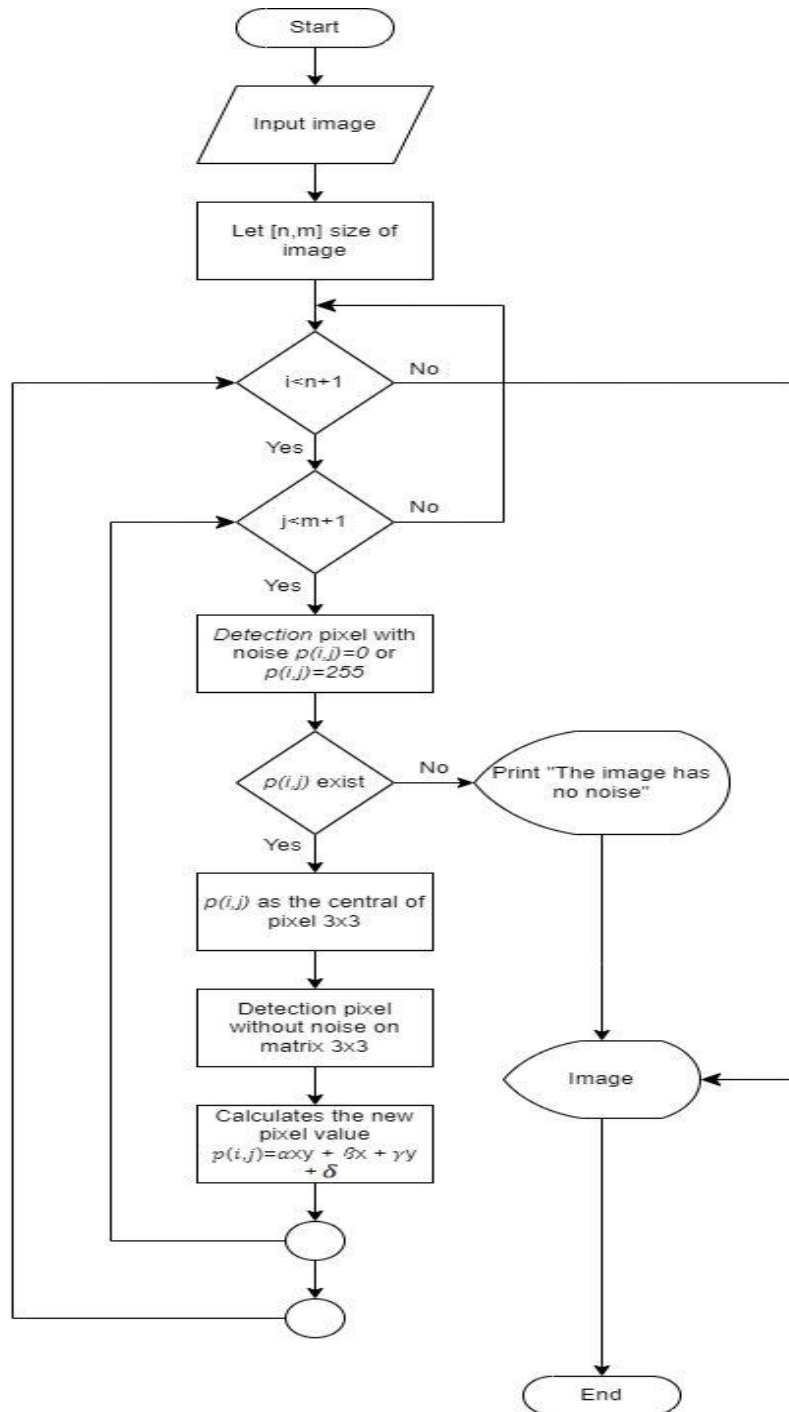 Start
Input image
Let [n,m] size of
image
i<n+1
No
Yes
j<m+1
No
Yes
Detection pixel with
noise p(i,j)=0 or
p(i,j)=255
p(i,j) exist
No
Print "The image has
no noise"
Yes
p(i,j) as the central of
pixel 3x3
Detection pixel
without noise on
matrix 3x3
Image
Calculates the new
pixel value
p(i,j)=αxy + βx + γy
+ δ
End